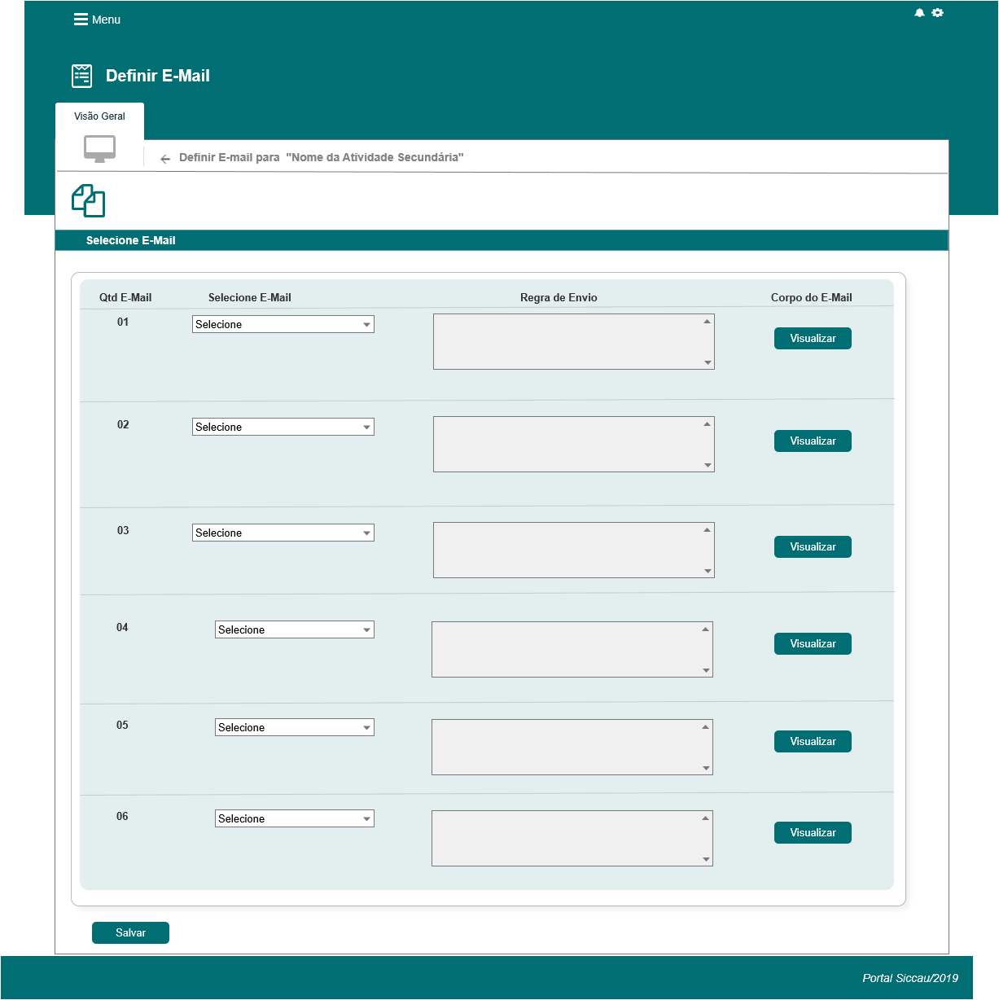 Menu
Definir E-Mail
Visão Geral
Definir E-mail para "Nome da Atividade Secundária"
Selecione E-Mail
Qtd E-Mail Selecione E-Mail Regra de Envio Corpo do E-Mail
01 Selecione Visualizar
02 Selecione Visualizar
03 Selecione Visualizar
04 Selecione Visualizar
05 Selecione Visualizar
06 Selecione Visualizar
Salvar
Portal Siccau/2019